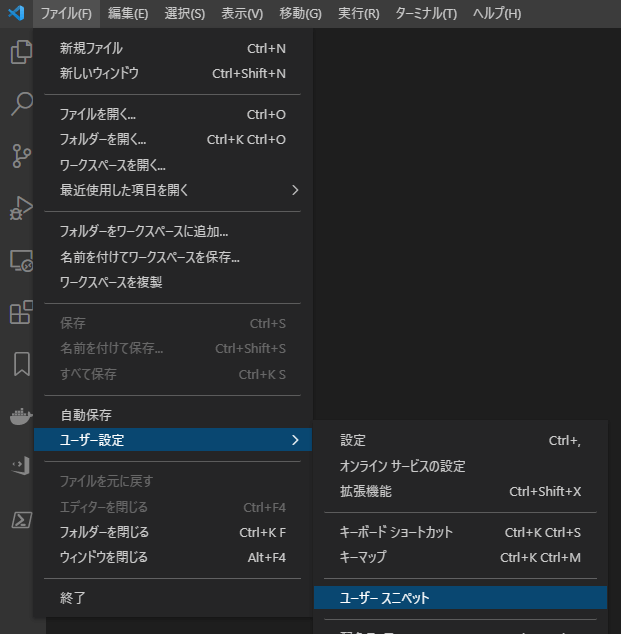 ファイル(F) 編集(E) 選択(S) 表示(V) 移動(G) 実行(R) ターミナル(T) ヘルプ(H)
新規ファイル Ctrl+N
新しいウィンドウ Ctrl+Shift+N
ファイルを開く... Ctrl+O
フォルダーを開く... Ctrl+K Ctrl+O
ワークスペースを開く...
最近使用した項目を開く
フォルダーをワークスペースに追加...
名前を付けてワークスペースを保存...
ワークスペースを複製
保存 Ctrl+S
名前を付けて保存... Ctrl+Shift+S
すべて保存 Ctrl+K S
自動保存
ユーザー設定
ファイルを元に戻す
エディターを閉じる Ctrl+F4
フォルダーを閉じる Ctrl+K F
ウィンドウを閉じる Alt+F4
終了
設定 Ctrl+,
オンライン サービスの設定
拡張機能 Ctrl+Shift+X
キーボード ショートカット Ctrl+K Ctrl+S
キーマップ Ctrl+K Ctrl+M
ユーザー スニペット